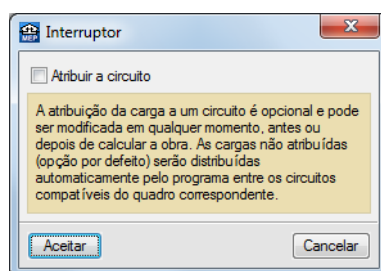 MEP
Interruptor
X
Atribuir a circuito
A atribuição da carga a um circuito é opcional e pode
ser modificada em qualquer momento, antes ou
depois de calcular a obra. As cargas não atribuídas
(opção por defeito) serão distribuídas
automaticamente pelo programa entre os circuitos
compatíveis do quadro correspondente.
Aceitar
Cancelar